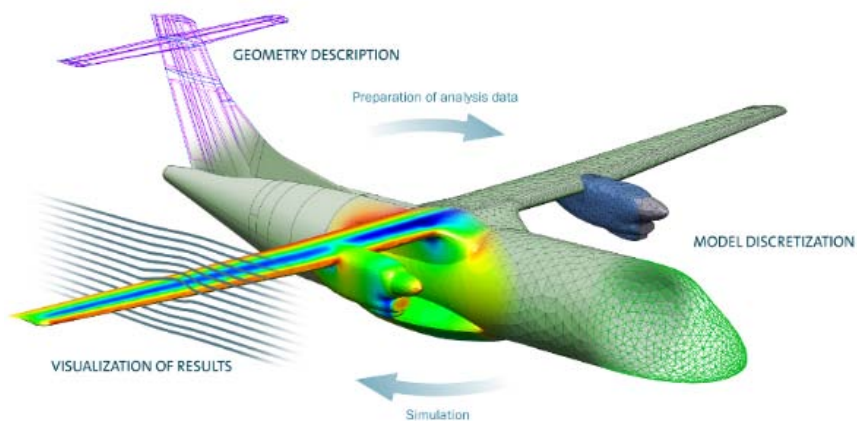 GEOMETRY DESCRIPTION
Preparation of analysis data
MODEL DISCRETIZATION
VISUALIZATION OF RESULTS
Simulation